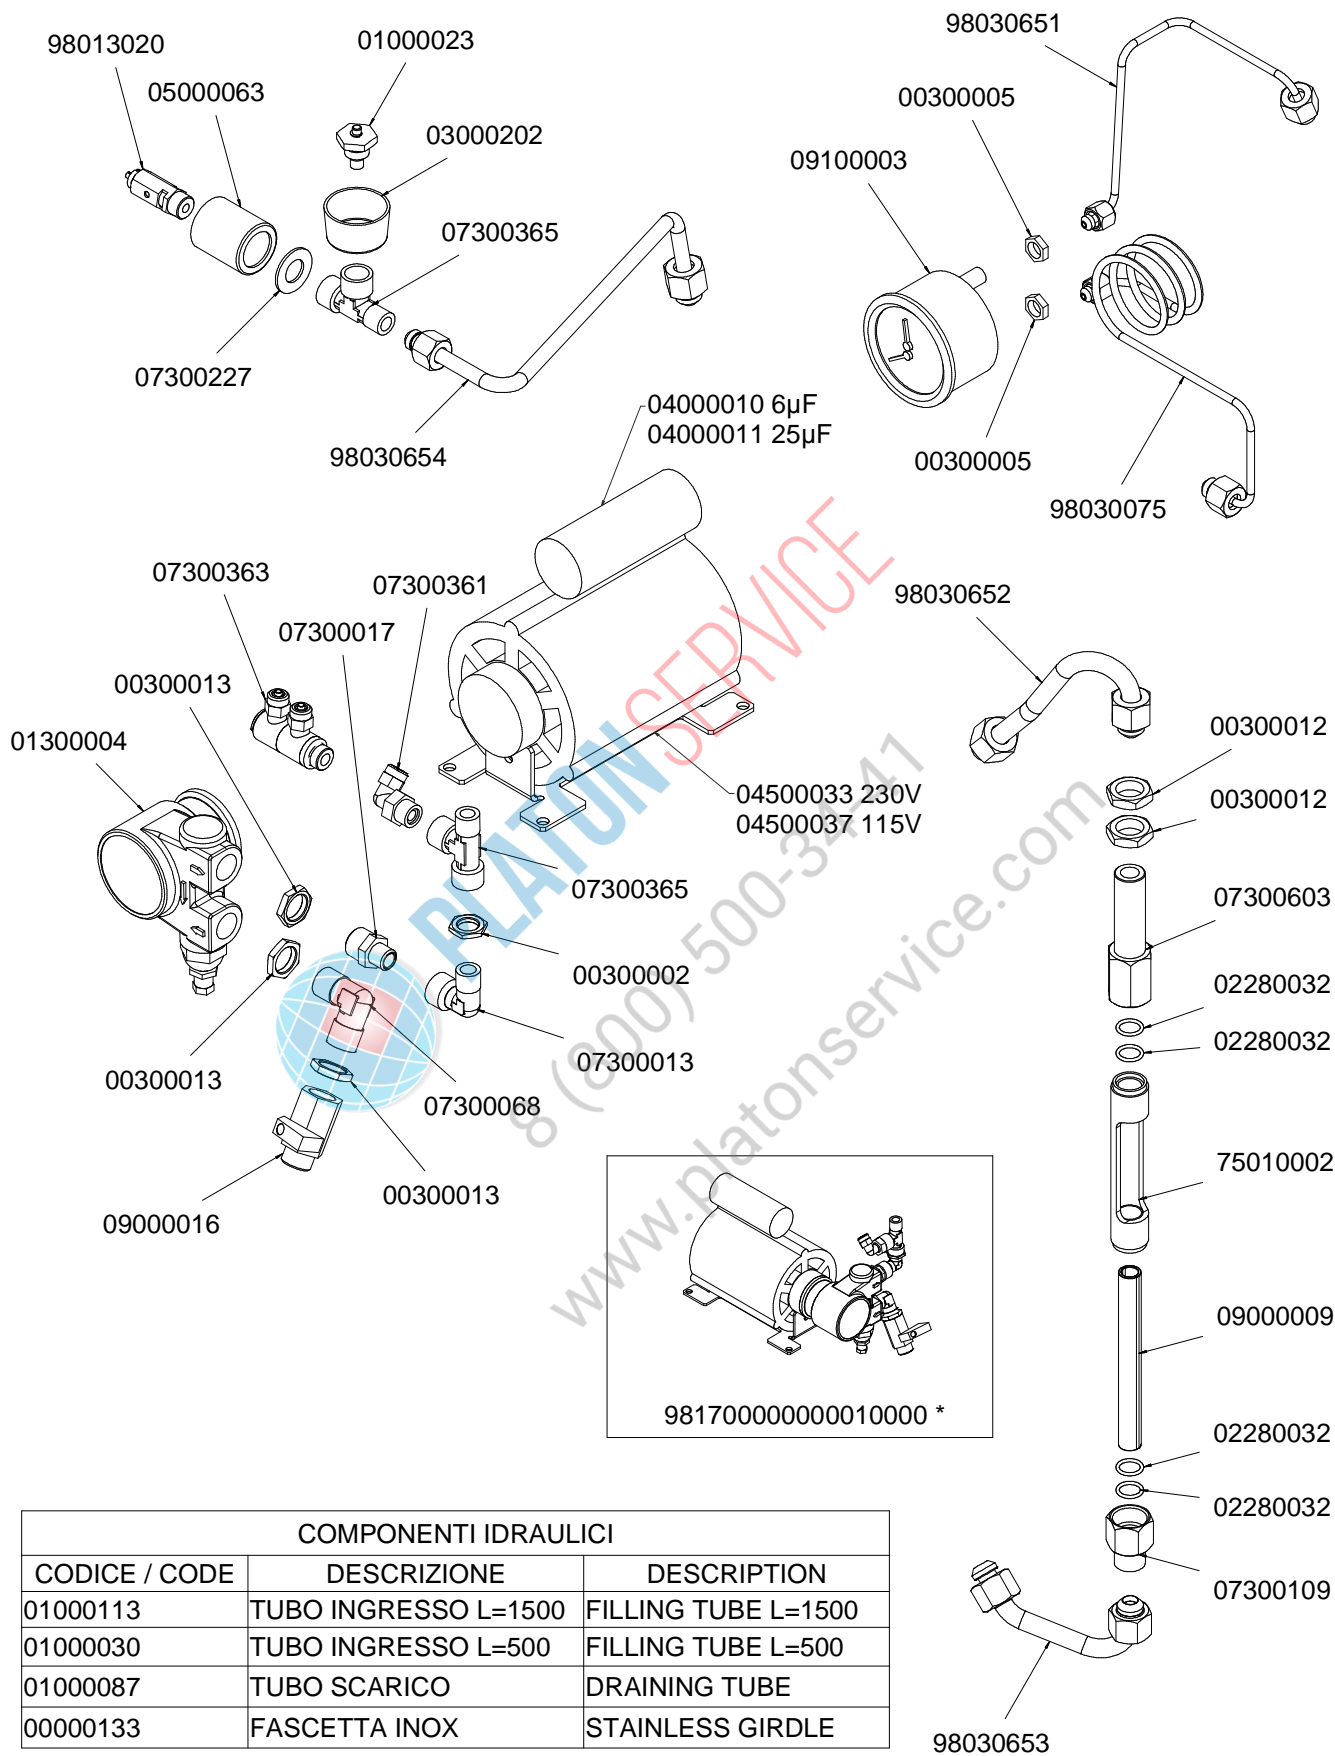 98030651
98013020
01000023
05000063
00300005
03000202
09100003
07300365
07300227
04000010 6µF
04000011 25µF
98030654
00300005
98030075
07300363
07300361
98030652
07300017
00300013
01300004
00300012
04500033 230V
04500037 115V
00300012
07300365
07300603
00300002
02280032
07300013
02280032
00300013
07300068
75010002
00300013
09000016
09000009
981700000000010000 *
02280032
02280032
07300109
98030653
PLATONSERVICE
8 (800) 500-34-41
www.platonservice.com
COMPONENTI IDRAULICI
CODICE / CODE DESCRIZIONE DESCRIPTION
01000113 TUBO INGRESSO L=1500 FILLING TUBE L=1500
01000030 TUBO INGRESSO L=500 FILLING TUBE L=500
01000087 TUBO SCARICO DRAINING TUBE
00000133 FASCETTA INOX STAINLESS GIRDLE